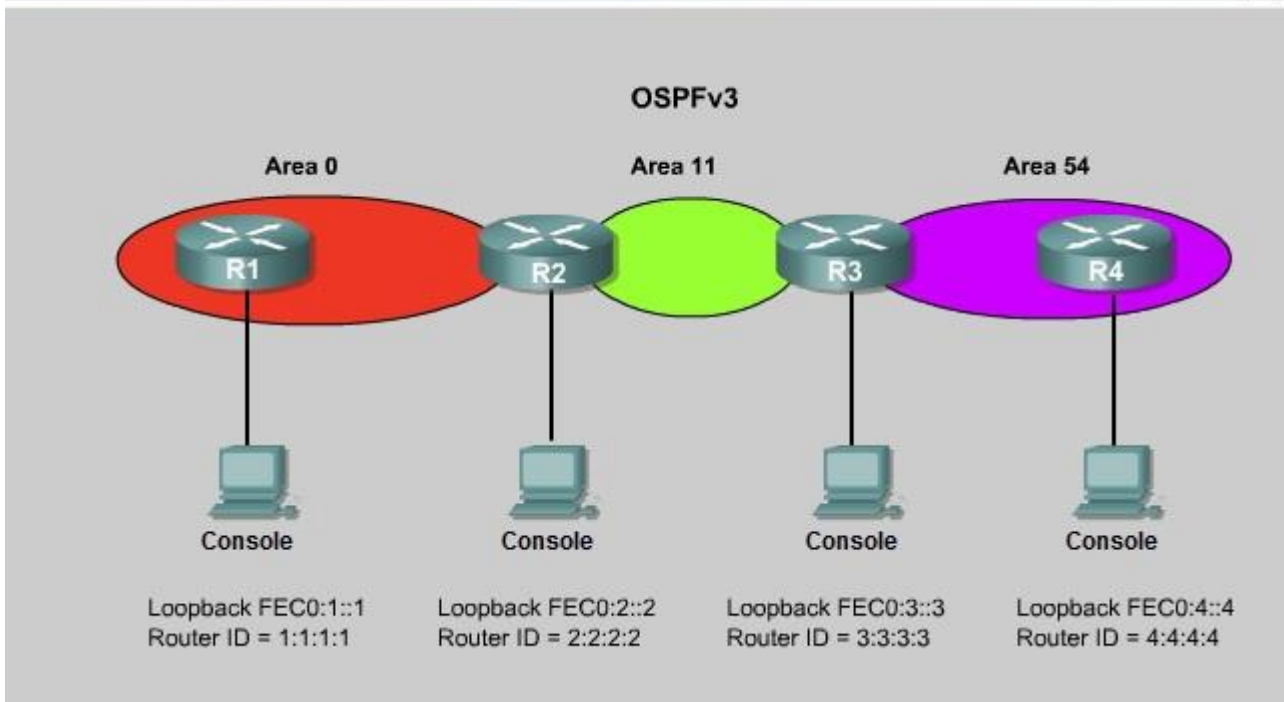 OSPFv3
Area 0
Area 11
Area 54
R1
R2
R3
R4
Console
Console
Console
Console
Loopback FEC0:1::1
Router ID = 1:1:1:1
Loopback FEC0:2::2
Router ID = 2:2:2:2
Loopback FEC0:3::3
Router ID = 3:3:3:3
Loopback FEC0:4::4
Router ID = 4:4:4:4